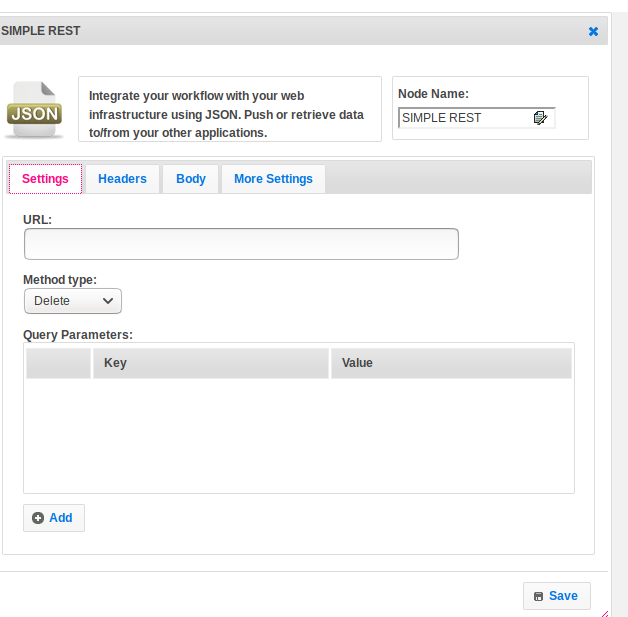 SIMPLE REST
JSON
Integrate your workflow with your web
infrastructure using JSON. Push or retrieve data
to/from your other applications.
Node Name:
SIMPLE REST
Settings Headers Body More Settings
URL:
Method type:
Delete
Query Parameters:
Key Value
Add
Save